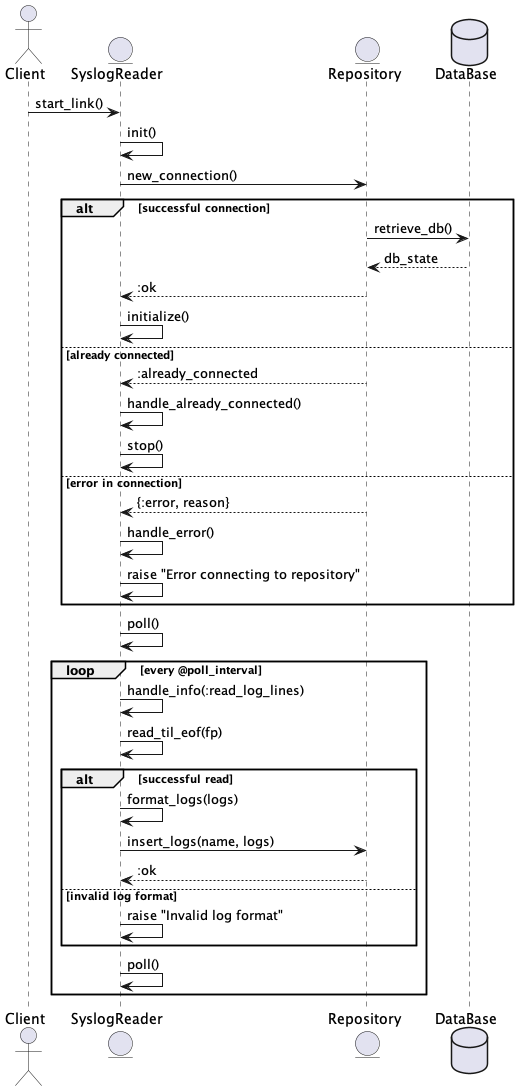 Client SyslogReader Repository DataBase
start_link()
init()
new_connection()
alt [successful connection]
retrieve_db()
db_state
:ok
initialize()
[already connected]
:already_connected
handle_already_connected()
stop()
[error in connection]
{:error, reason}
handle_error()
raise "Error connecting to repository"
poll()
loop [every @poll_interval]
handle_info(:read_log_lines)
read_til_eof(fp)
alt [successful read]
format_logs(logs)
insert_logs(name, logs)
:ok
[invalid log format]
raise "Invalid log format"
poll()
Client SyslogReader Repository DataBase